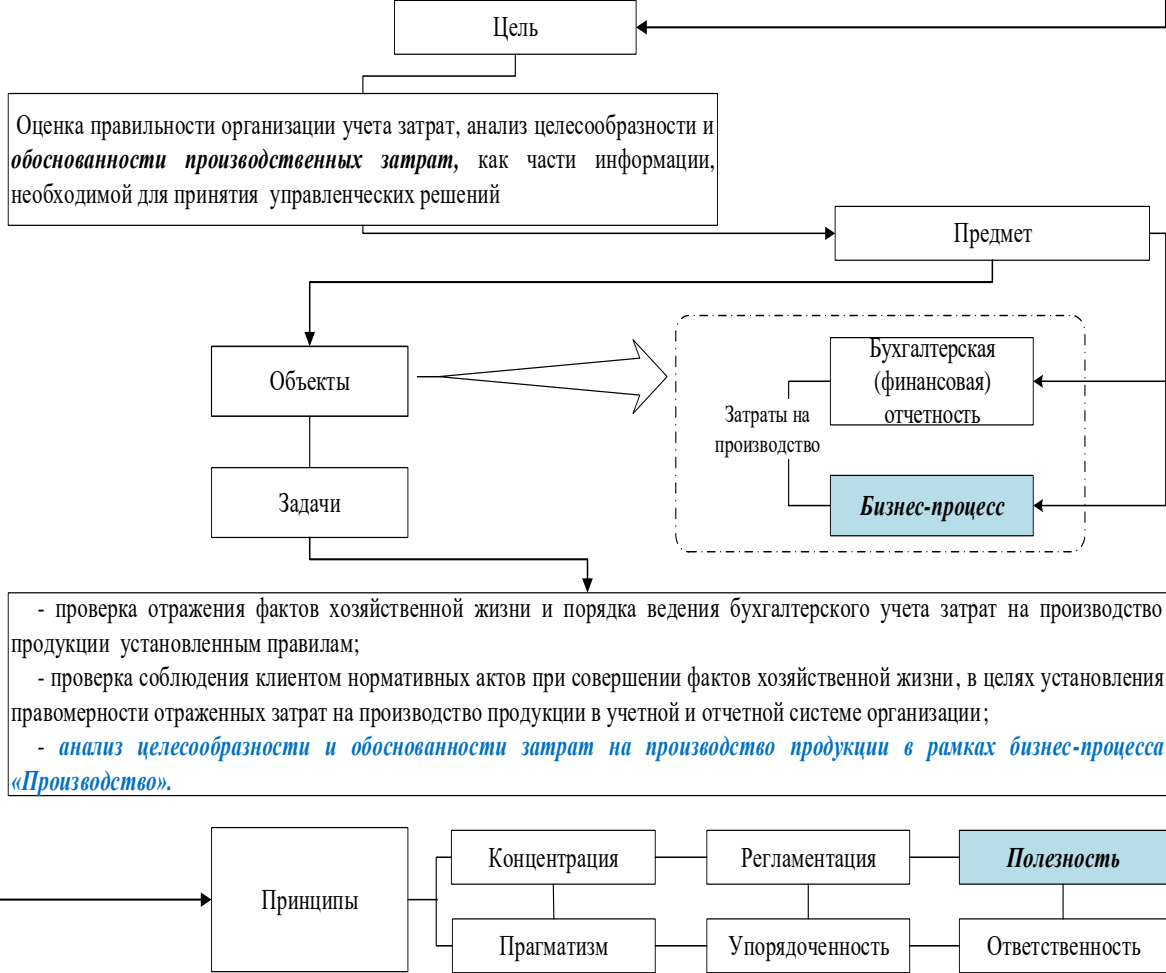 Цель
Оценка правильности организации учета затрат, анализ целесообразности и
обоснованности производственных затрат, как части информации,
необходимой для принятия управленческих решений
Предмет
Объекты
Бухгалтерская
(финансовая)
отчетность
Затраты на
производство
Задачи
Бизнес-процесс
- проверка отражения фактов хозяйственной жизни и порядка ведения бухгалтерского учета затрат на производство
продукции установленным правилам;
- проверка соблюдения клиентом нормативных актов при совершении фактов хозяйственной жизни, в целях установления
правомерности отраженных затрат на производство продукции в учетной и отчетной системе организации;
- анализ целесообразности и обоснованности затрат на производство продукции в рамках бизнес-процесса
«Производство».
Принципы
Концентрация
Регламентация
Полезность
Прагматизм
Упорядоченность
Ответственность